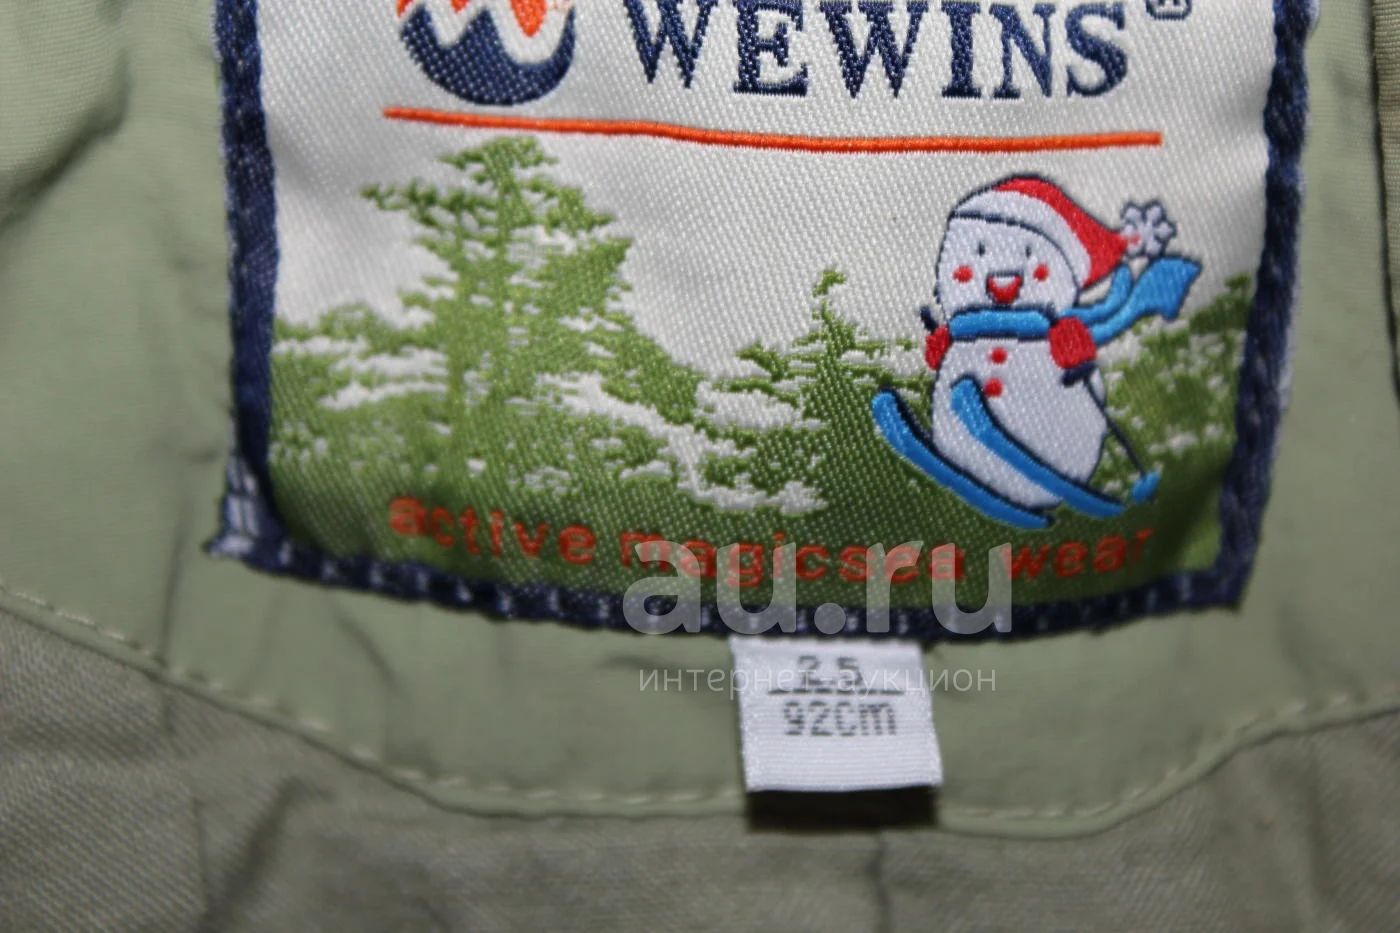 WEWINS®
active magicsea wear
au.ru
интернет-аукцион
2.5
92Cm